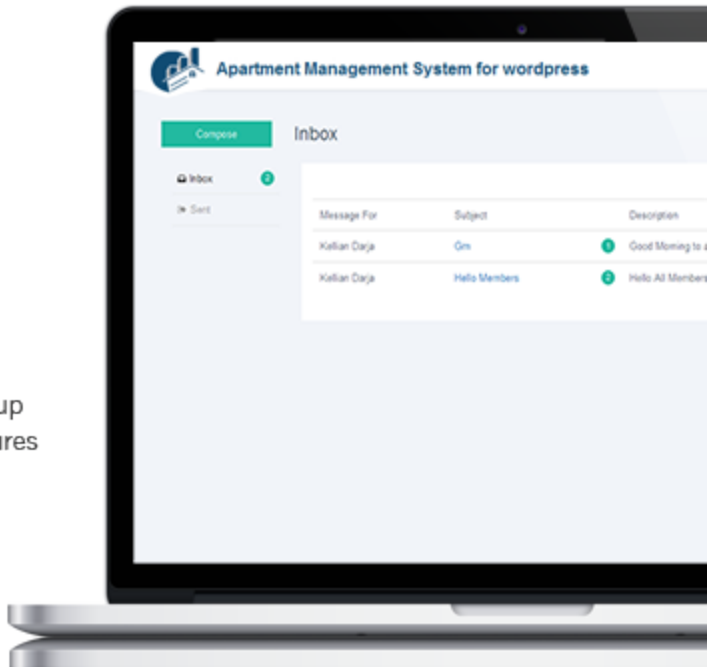 Apartment Management System for wordpress
Compose
Inbox
Inbox 2
Sent
Message For Subject Description
Kellian Darja Gm 1 Good Morning to a
Kellian Darja Hello Members 2 Hello All Members
up
ures